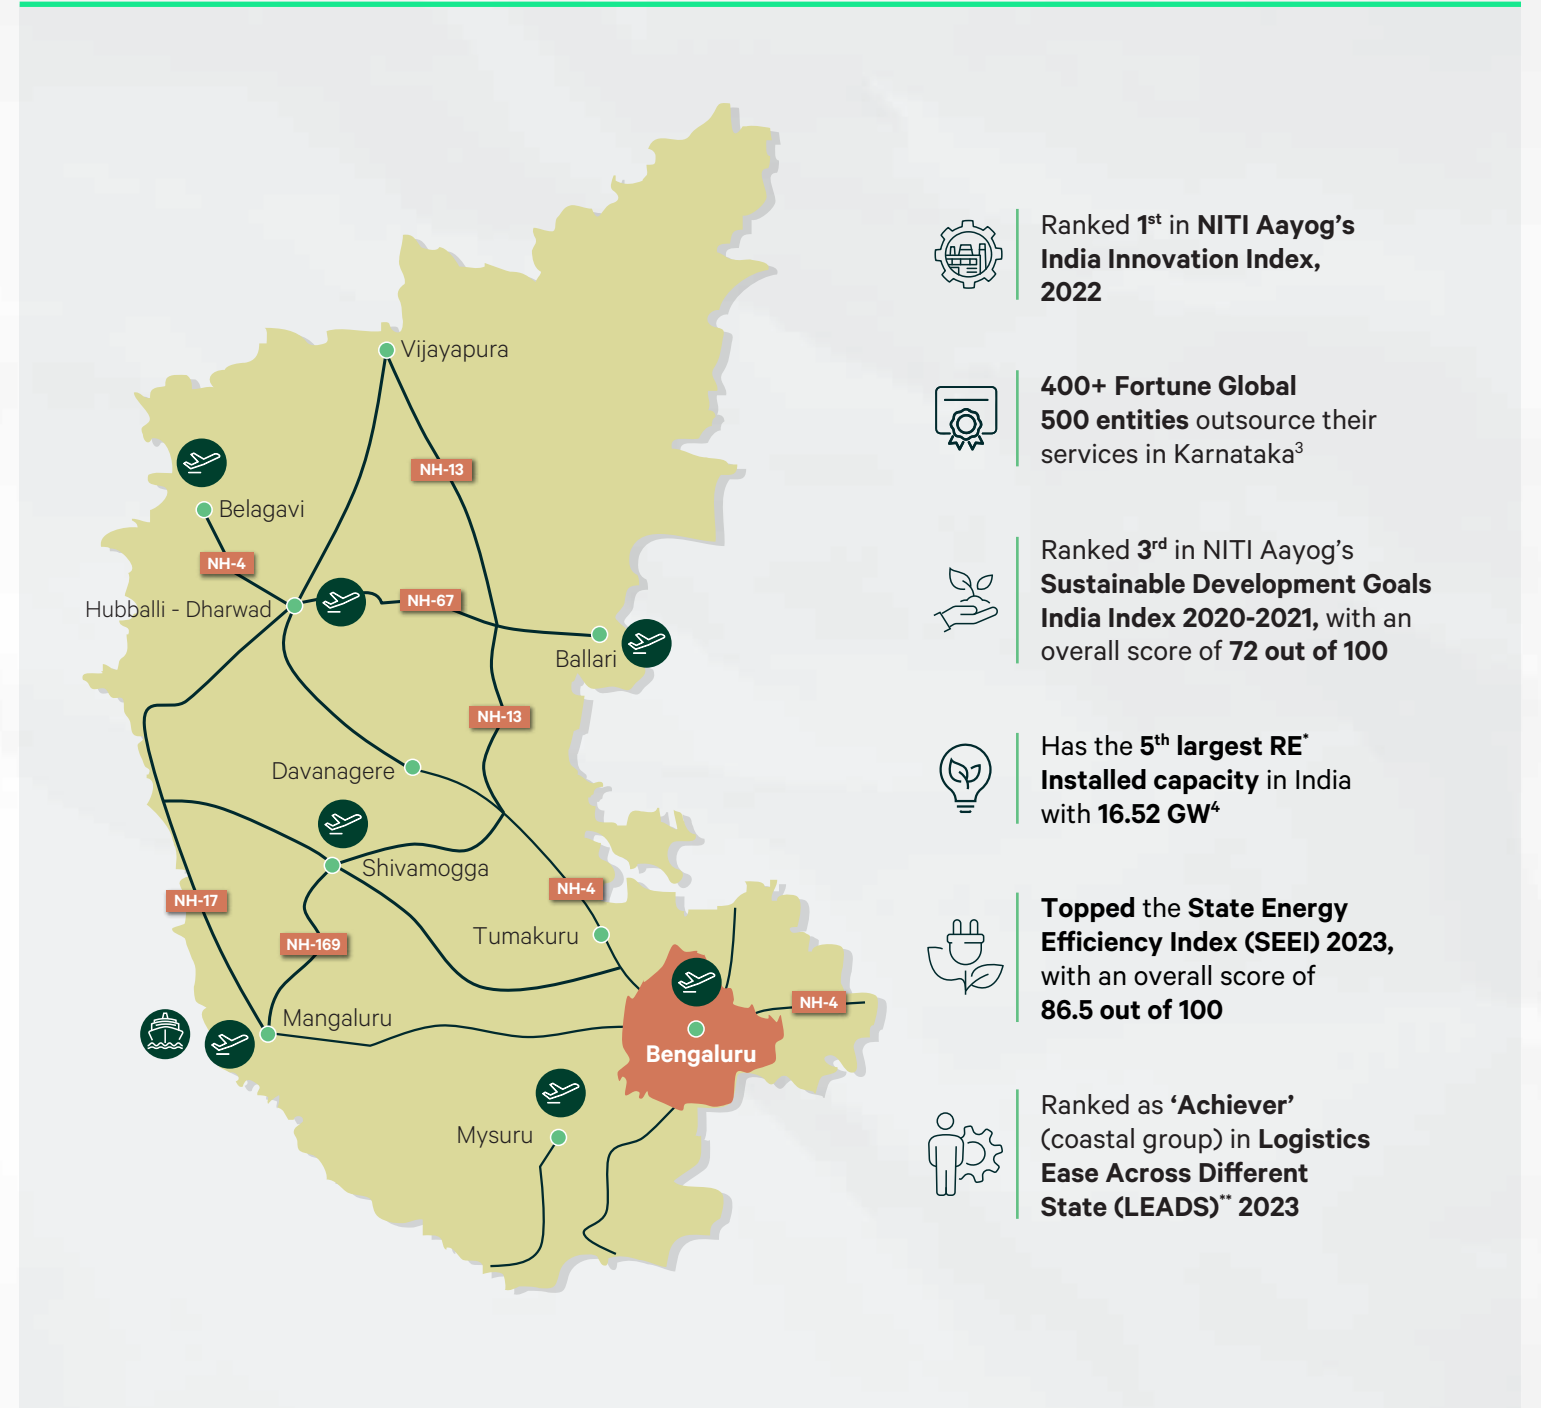 Vijayapura
NH-13
Belagavi
NH-4
Hubballi - Dharwad
NH-67
Ballari
NH-13
Davanagere
Shivamogga
NH-4
NH-17
Tumakuru
NH-169
NH-4
Mangaluru
Bengaluru
Mysuru
Ranked 1st in NITI Aayog’s
India Innovation Index,
2022
400+ Fortune Global
500 entities outsource their
services in Karnataka3
Ranked 3rd in NITI Aayog’s
Sustainable Development Goals
India Index 2020-2021, with an
overall score of 72 out of 100
Has the 5th largest RE*
Installed capacity in India
with 16.52 GW4
Topped the State Energy
Efficiency Index (SEEI) 2023,
with an overall score of
86.5 out of 100
Ranked as ‘Achiever’
(coastal group) in Logistics
Ease Across Different
State (LEADS)** 2023